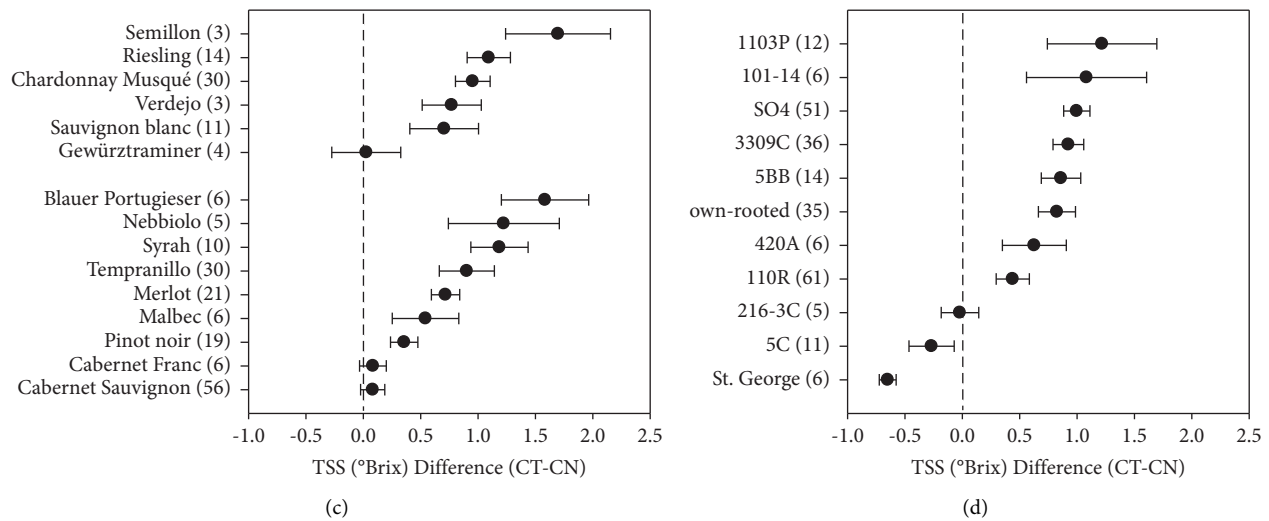 Semillon (3)
Riesling (14)
Chardonnay Musqué (30)
Verdejo (3)
Sauvignon blanc (11)
Gewürztraminer (4)
Blauer Portugieser (6)
Nebbiolo (5)
Syrah (10)
Tempranillo (30)
Merlot (21)
Malbec (6)
Pinot noir (19)
Cabernet Franc (6)
Cabernet Sauvignon (56)
-1.0 -0.5 0.0 0.5 1.0 1.5 2.0 2.5
TSS (ºBrix) Difference (CT-CN)
(c)
1103P (12)
101-14 (6)
SO4 (51)
3309C (36)
5BB (14)
own-rooted (35)
420A (6)
110R (61)
216-3C (5)
5C (11)
St. George (6)
-1.0 -0.5 0.0 0.5 1.0 1.5 2.0 2.5
TSS (ºBrix) Difference (CT-CN)
(d)